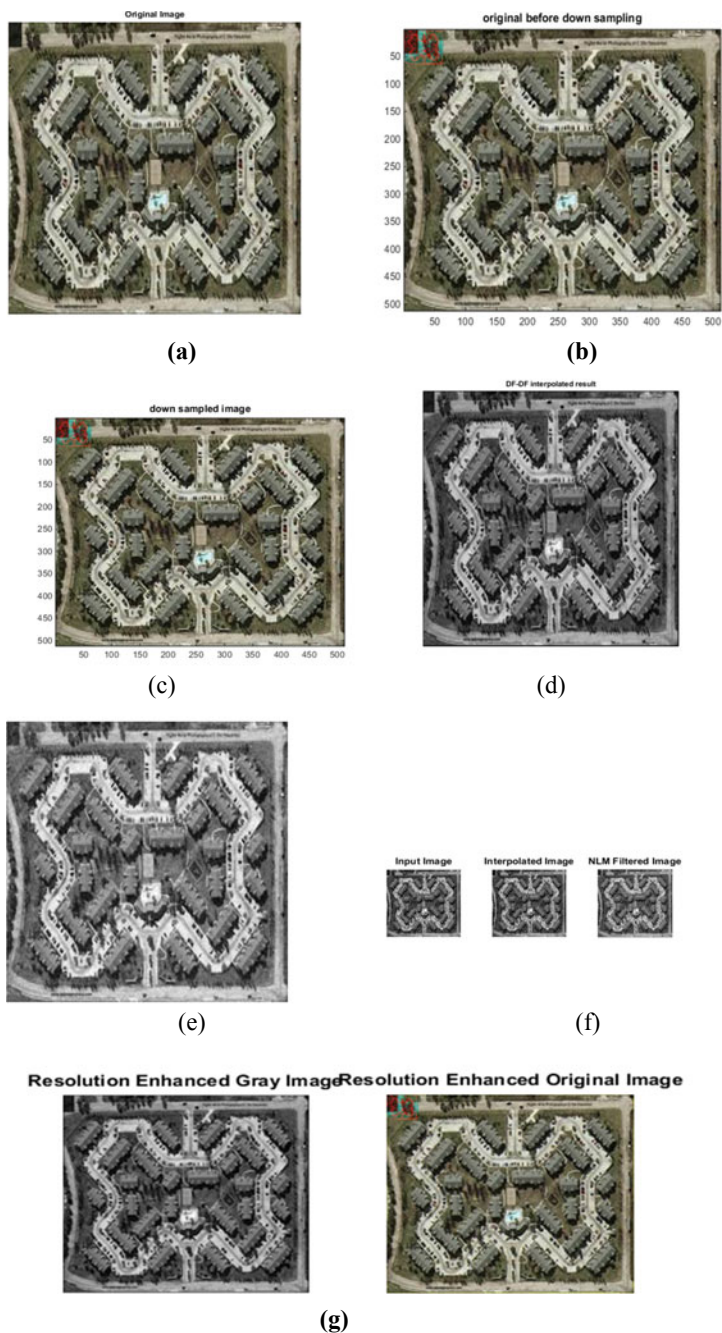 Original Image
original before down sampling
50
100
150
200
250
300
350
400
450
500
50 100 150 200 250 300 350 400 450 500
(a)
(b)
down sampled image
50
100
150
200
250
300
350
400
450
500
50 100 150 200 250 300 350 400 450 500
DF-DF interpolated result
(c)
(d)
Input Image
Interpolated Image
NLM Filtered Image
(e)
(f)
Resolution Enhanced Gray Image
Resolution Enhanced Original Image
(g)